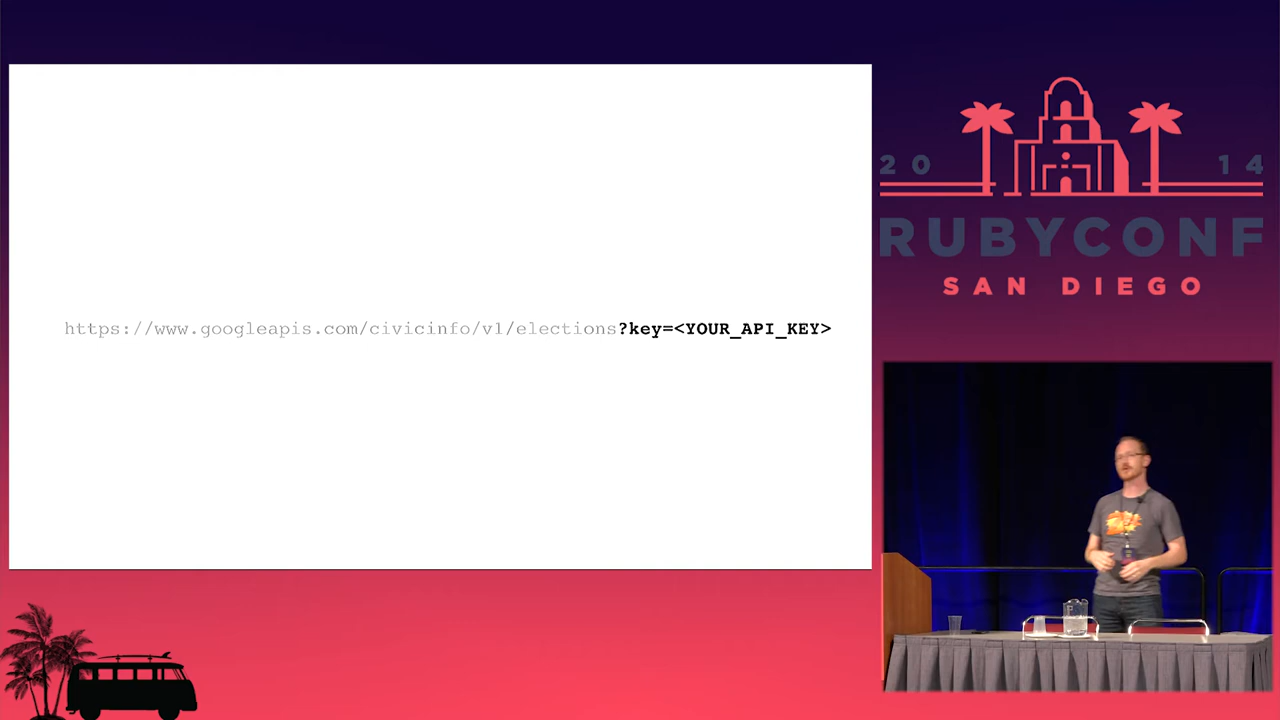 https://www.googleapis.com/civicinfo/v1/elections?key=<YOUR_API_KEY>
20 14
RUBYCONF
SAN DIEGO